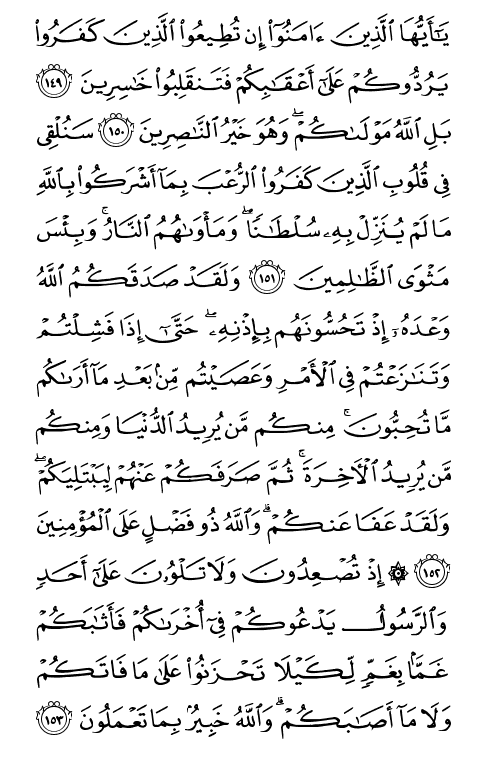 يَٰٓأَيُّهَا ٱلَّذِينَ ءَامَنُوٓا۟ إِن تُطِيعُوا۟ ٱلَّذِينَ كَفَرُوا۟
يَرُدُّوكُمْ عَلَىٰٓ أَعْقَٰبِكُمْ فَتَنقَلِبُوا۟ خَٰسِرِينَ ١٤٩
بَلِ ٱللَّهُ مَوْلَىٰكُمْ ۖ وَهُوَ خَيْرُ ٱلنَّٰصِرِينَ ١٥٠ سَنُلْقِى
فِى قُلُوبِ ٱلَّذِينَ كَفَرُوا۟ ٱلرُّعْبَ بِمَآ أَشْرَكُوا۟ بِٱللَّهِ
مَا لَمْ يُنَزِّلْ بِهِۦ سُلْطَٰنًا ۖ وَمَأْوَىٰهُمُ ٱلنَّارُ ۚ وَبِئْسَ
مَثْوَى ٱلظَّٰلِمِينَ ١٥١ وَلَقَدْ صَدَقَكُمُ ٱللَّهُ
وَعْدَهُۥٓ إِذْ تَحُسُّونَهُم بِإِذْنِهِۦ ۖ حَتَّىٰٓ إِذَا فَشِلْتُمْ
وَتَنَٰزَعْتُمْ فِى ٱلْأَمْرِ وَعَصَيْتُم مِّنۢ بَعْدِ مَآ أَرَىٰكُم
مَّا تُحِبُّونَ ۚ مِنكُم مَّن يُرِيدُ ٱلدُّنْيَا وَمِنكُم
مَّن يُرِيدُ ٱلْءَاخِرَةَ ۚ ثُمَّ صَرَفَكُمْ عَنْهُمْ لِيَبْتَلِيَكُمْ ۖ
وَلَقَدْ عَفَا عَنكُمْ ۗ وَٱللَّهُ ذُو فَضْلٍ عَلَى ٱلْمُؤْمِنِينَ
١٥٢ ۞ إِذْ تُصْعِدُونَ وَلَا تَلْوُۥنَ عَلَىٰٓ أَحَدٍ
وَٱلرَّسُولُ يَدْعُوكُمْ فِىٓ أُخْرَىٰكُمْ فَأَثَٰبَكُمْ
غَمًّۢا بِغَمٍّ لِّكَيْلَا تَحْزَنُوا۟ عَلَىٰ مَا فَاتَكُمْ
وَلَا مَآ أَصَٰبَكُمْ ۗ وَٱللَّهُ خَبِيرٌۢ بِمَا تَعْمَلُونَ ١٥٣